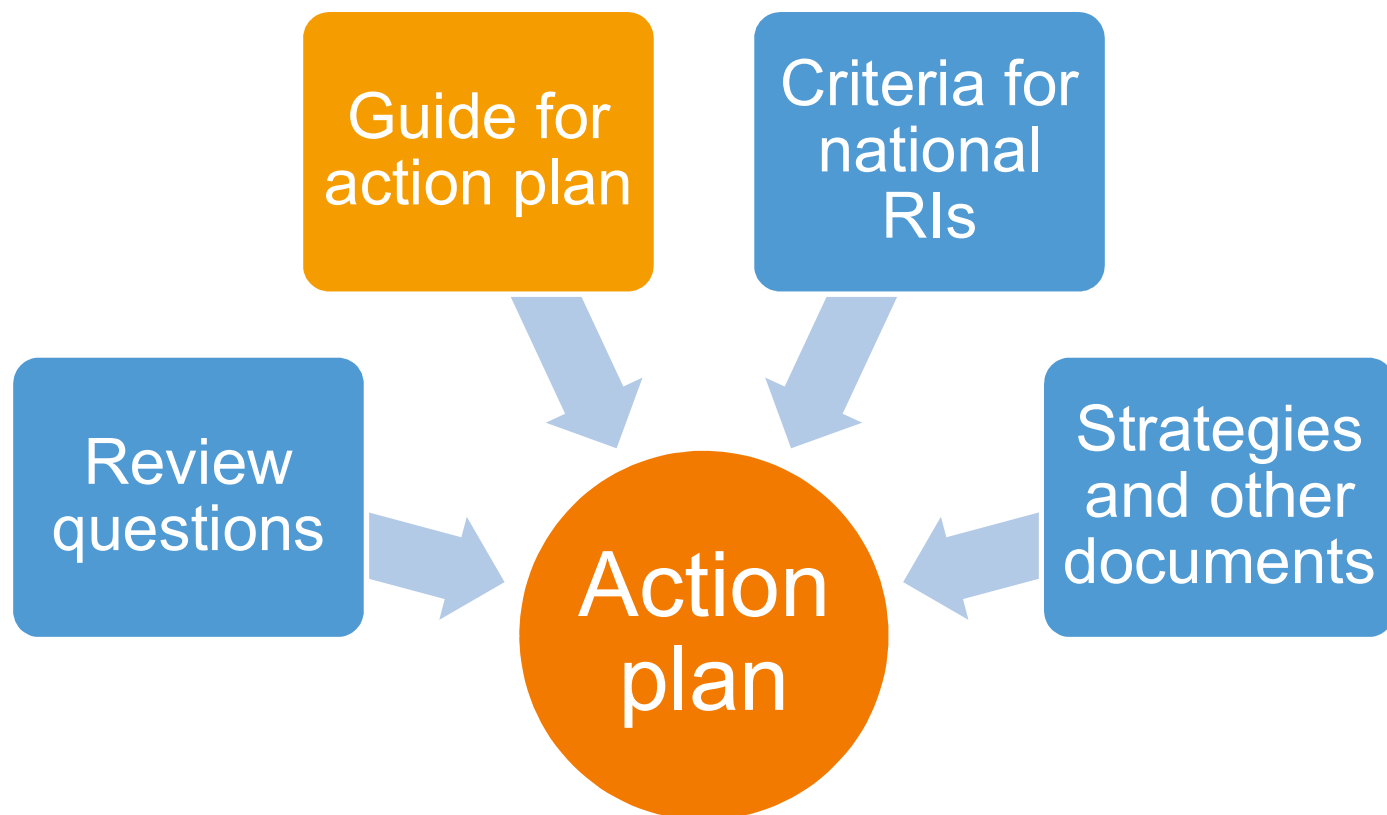 Guide for
action plan
Criteria for
national
RIs
Review
questions
Strategies
and other
documents
Action
plan